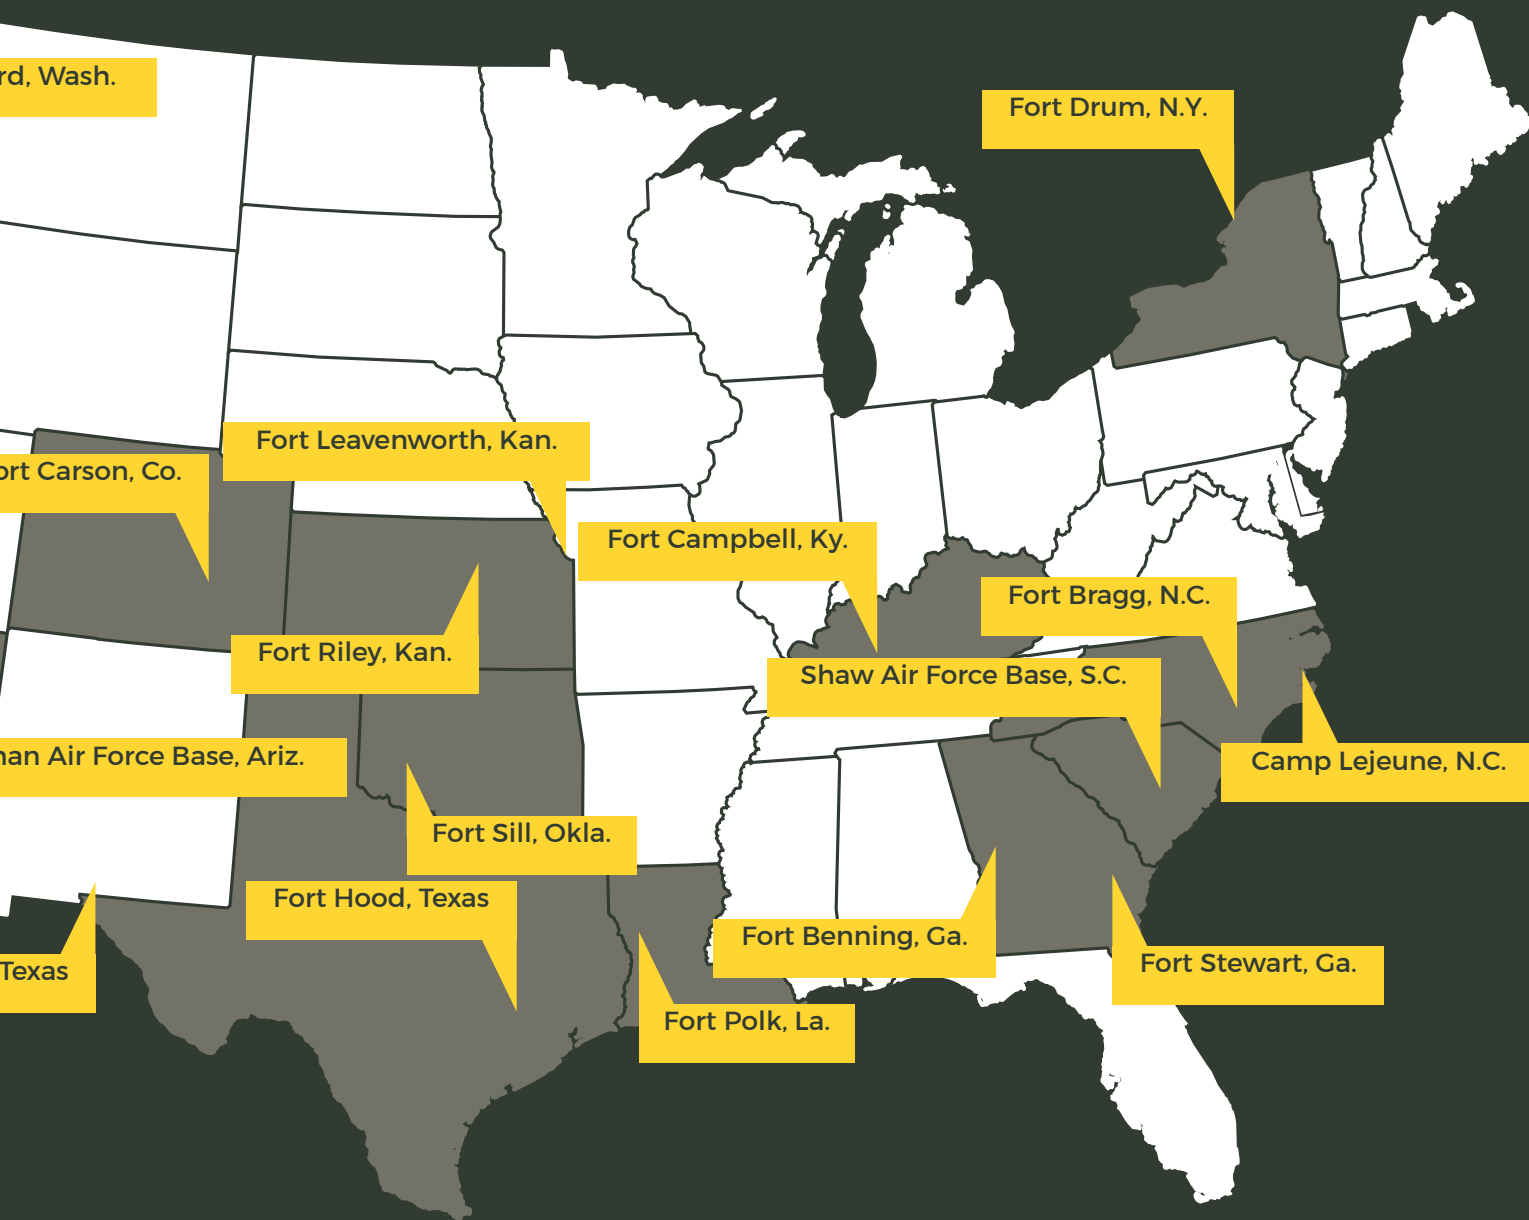 rd, Wash.
Fort Drum, N.Y.
Fort Leavenworth, Kan.
ort Carson, Co.
Fort Campbell, Ky.
Fort Bragg, N.C.
Fort Riley, Kan.
Shaw Air Force Base, S.C.
nan Air Force Base, Ariz.
Camp Lejeune, N.C.
Fort Sill, Okla.
Fort Hood, Texas
Fort Benning, Ga.
Texas
Fort Stewart, Ga.
Fort Polk, La.